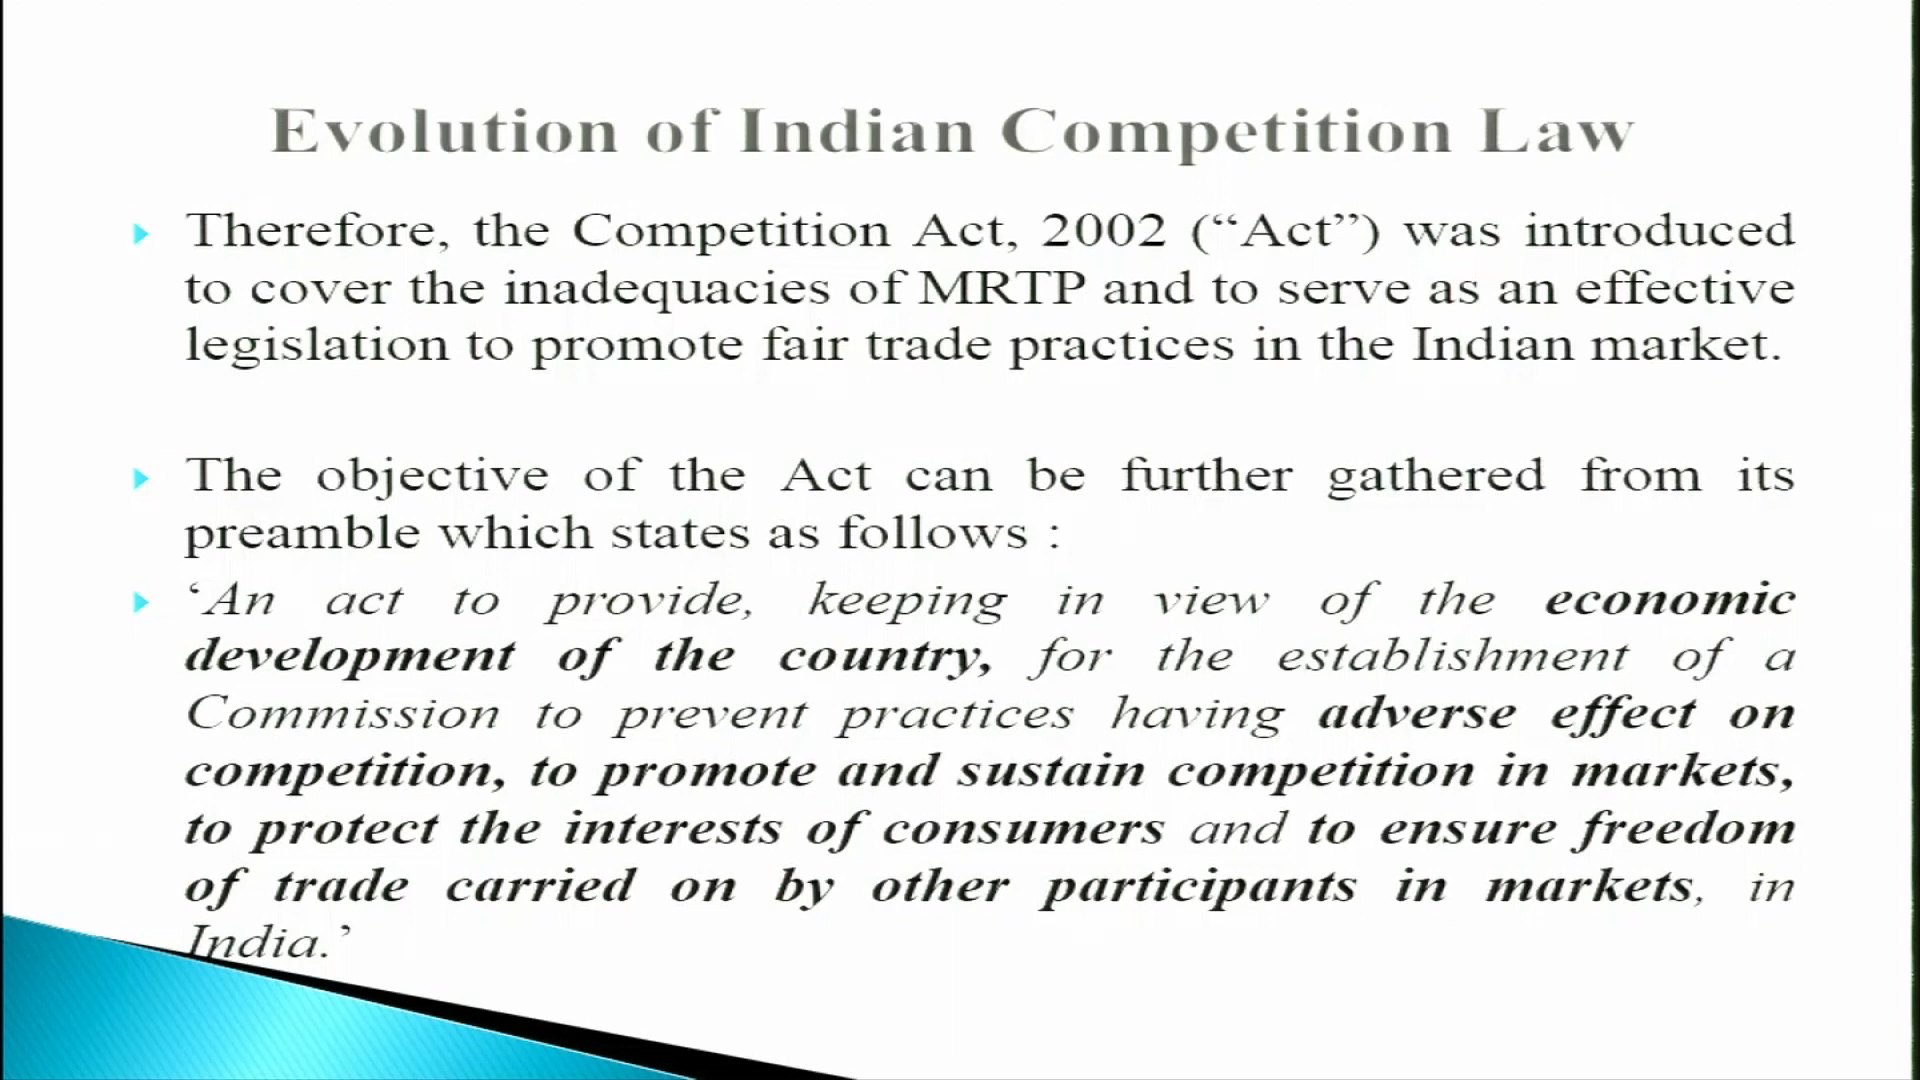 Evolution of Indian Competition Law
Therefore, the Competition Act, 2002 (“Act”) was introduced
to cover the inadequacies of MRTP and to serve as an effective
legislation to promote fair trade practices in the Indian market.
The objective of the Act can be further gathered from its
preamble which states as follows :
‘An act to provide, keeping in view of the economic
development of the country, for the establishment of a
Commission to prevent practices having adverse effect on
competition, to promote and sustain competition in markets,
to protect the interests of consumers and to ensure freedom
of trade carried on by other participants in markets, in
India.’